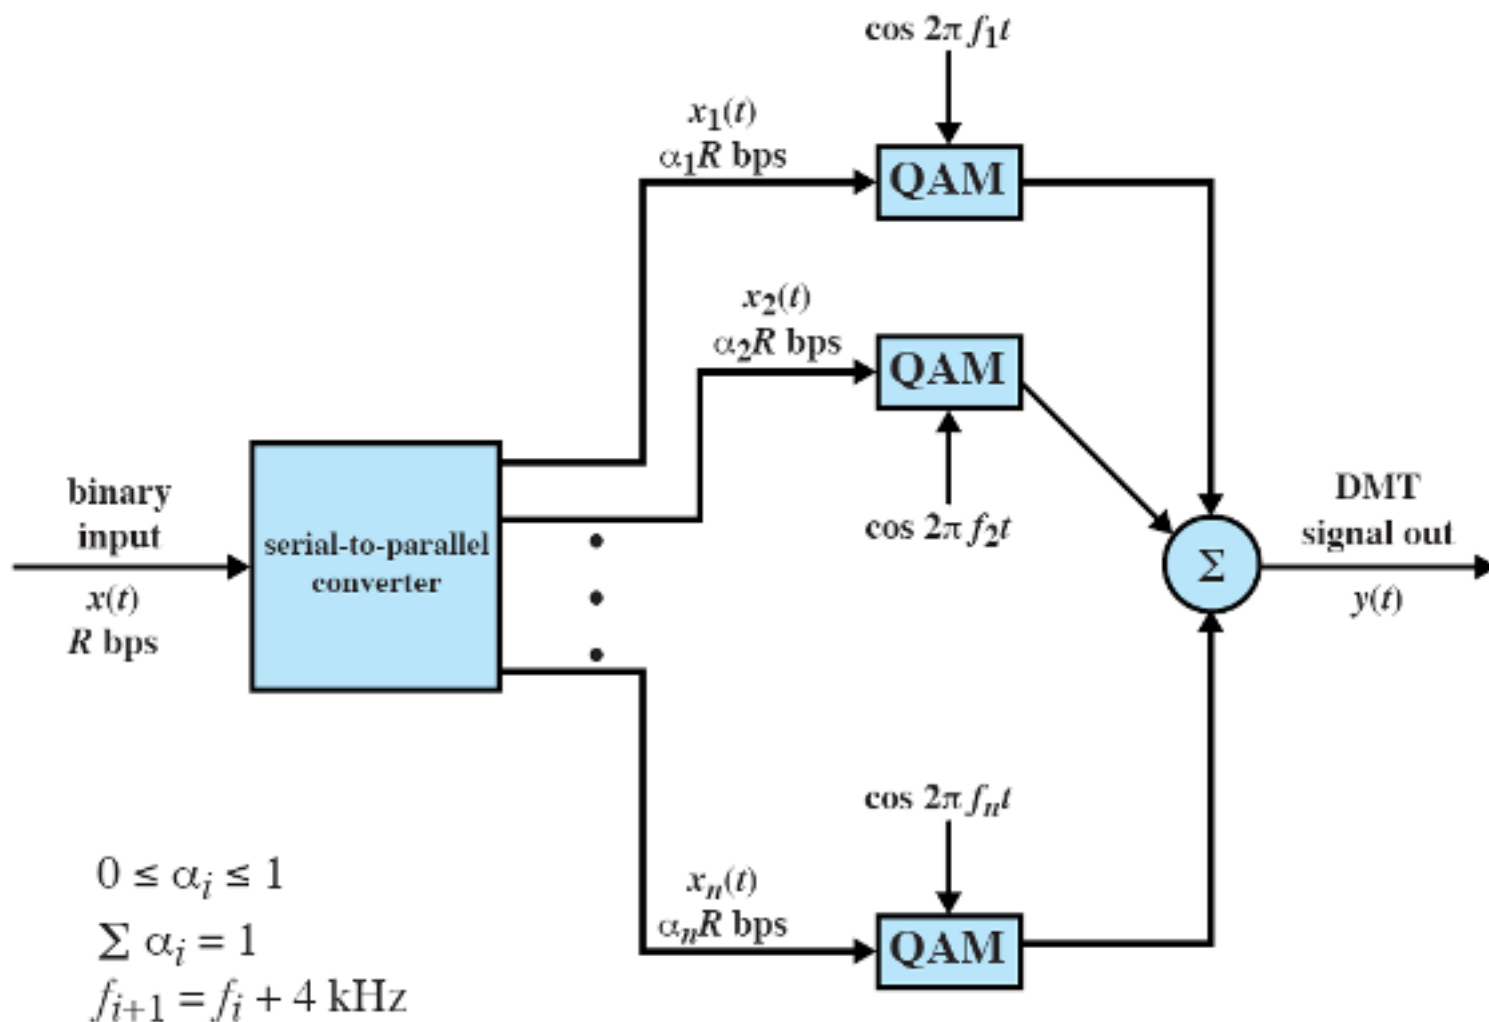 cos 2π f₁t
x₁(t)
α₁R bps
QAM
x₂(t)
α₂R bps
QAM
cos 2π f₂t
binary
input
x(t)
R bps
serial-to-parallel
converter
DMT
signal out
Σ
y(t)
cos 2π fₙt
xₙ(t)
αₙR bps
QAM
0 ≤ αᵢ ≤ 1
Σ αᵢ = 1
fᵢ₊₁ = fᵢ + 4 kHz